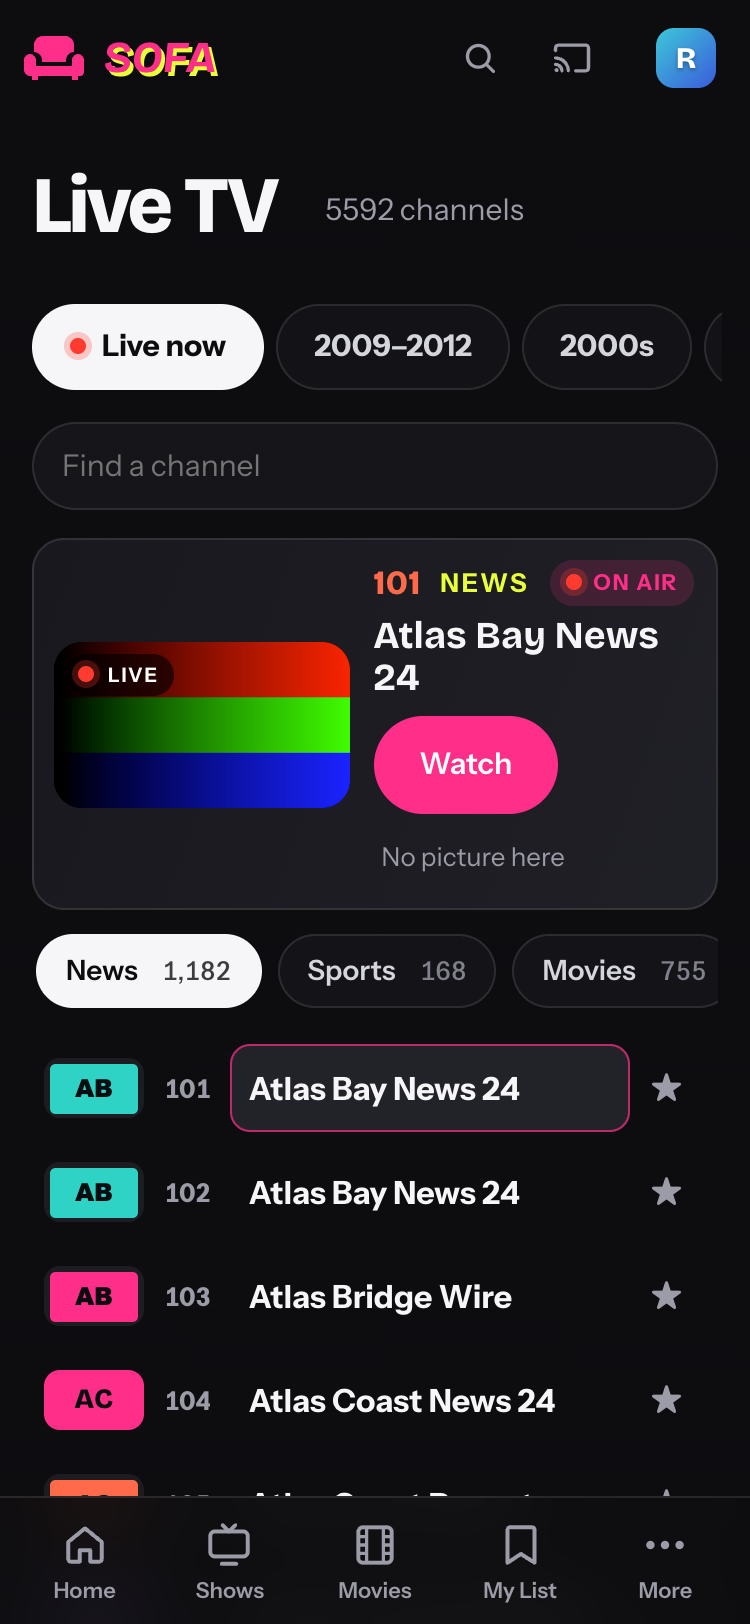 SOFA
R
Live TV 5592 channels
Live now 2009–2012 2000s
Find a channel
LIVE
101 NEWS ON AIR
Atlas Bay News
24
Watch
No picture here
News 1,182 Sports 168 Movies 755
AB 101 Atlas Bay News 24
AB 102 Atlas Bay News 24
AB 103 Atlas Bridge Wire
AC 104 Atlas Coast News 24
Home Shows Movies My List More